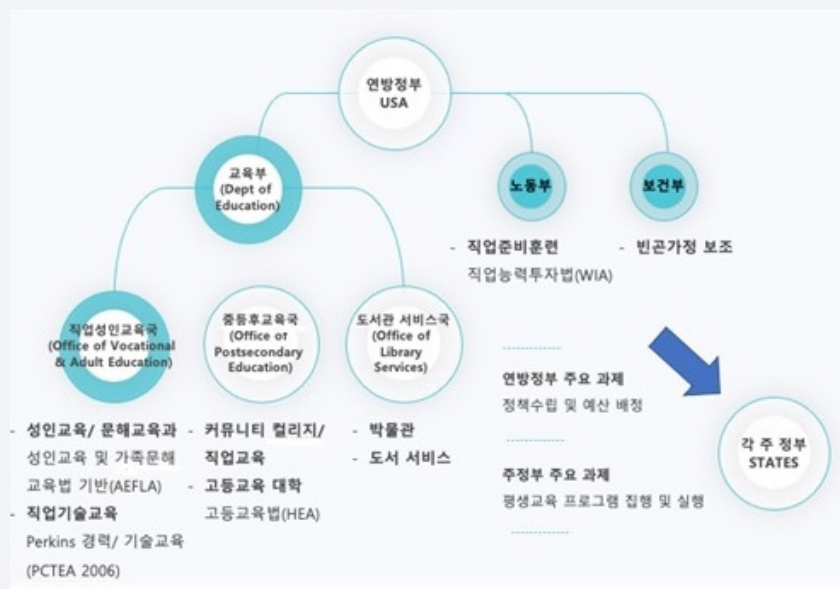 연방정부
USA
교육부
(Dept of
Education)
노동부
보건부
- 직업준비훈련
직업능력투자법(WIA)
- 빈곤가정 보조
직업성인교육국
(Office of Vocational
& Adult Education)
중등후교육국
(Office of
Postsecondary
Education)
도서관 서비스국
(Office of
Library
Services)
- 성인교육/ 문해교육과
성인교육 및 가족문해
교육법 기반(AEFLA)
- 직업기술교육
Perkins 경력/ 기술교육
(PCTEA 2006)
- 커뮤니티 컬리지/
직업교육
- 고등교육 대학
고등교육법(HEA)
- 박물관
- 도서 서비스
연방정부 주요 과제
정책수립 및 예산 배정
주정부 주요 과제
평생교육 프로그램 집행 및 실행
각 주 정부
STATES